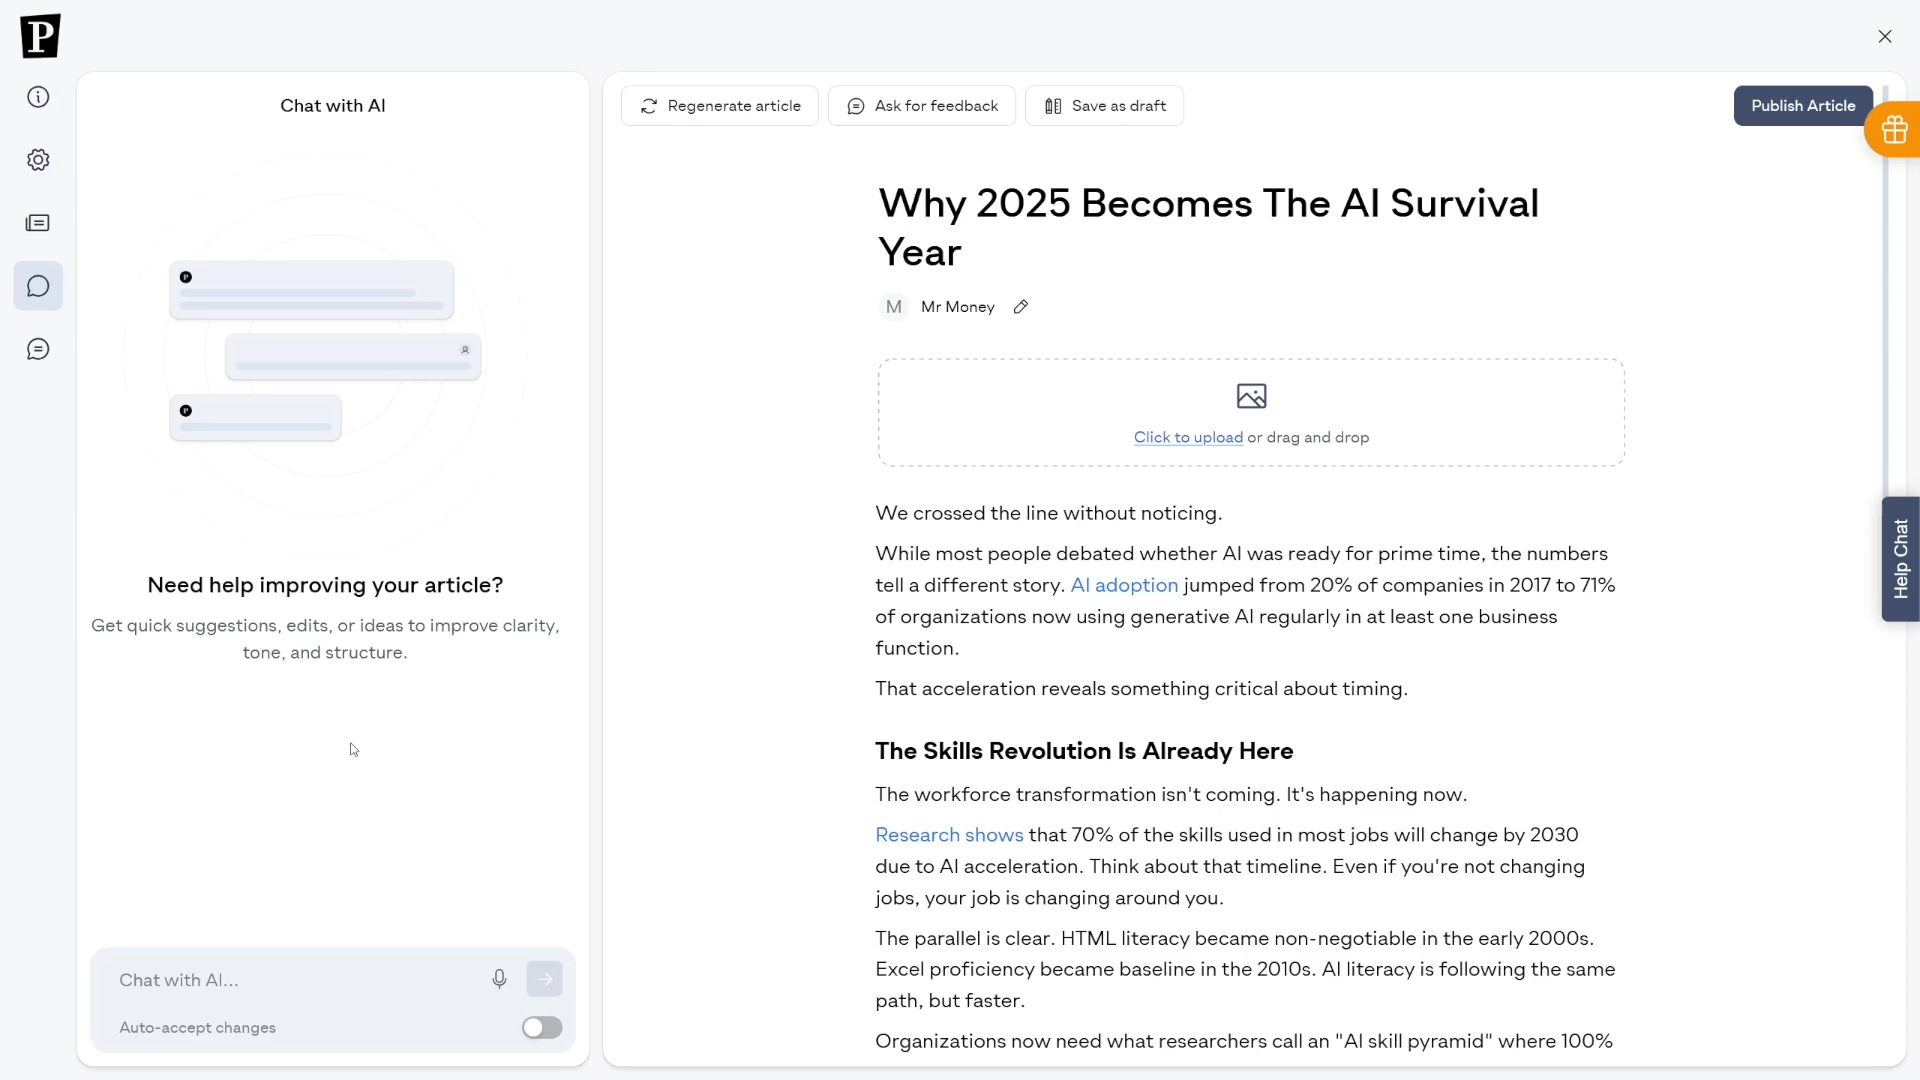 P
Chat with AI
Need help improving your article?
Get quick suggestions, edits, or ideas to improve clarity,
tone, and structure.
Chat with AI...
Auto-accept changes
Regenerate article
Ask for feedback
Save as draft
Publish Article
Why 2025 Becomes The AI Survival
Year
M Mr Money
Click to upload or drag and drop
We crossed the line without noticing.
While most people debated whether AI was ready for prime time, the numbers
tell a different story. AI adoption jumped from 20% of companies in 2017 to 71%
of organizations now using generative AI regularly in at least one business
function.
That acceleration reveals something critical about timing.
The Skills Revolution Is Already Here
The workforce transformation isn't coming. It's happening now.
Research shows that 70% of the skills used in most jobs will change by 2030
due to AI acceleration. Think about that timeline. Even if you're not changing
jobs, your job is changing around you.
The parallel is clear. HTML literacy became non-negotiable in the early 2000s.
Excel proficiency became baseline in the 2010s. AI literacy is following the same
path, but faster.
Organizations now need what researchers call an "AI skill pyramid" where 100%
Help Chat